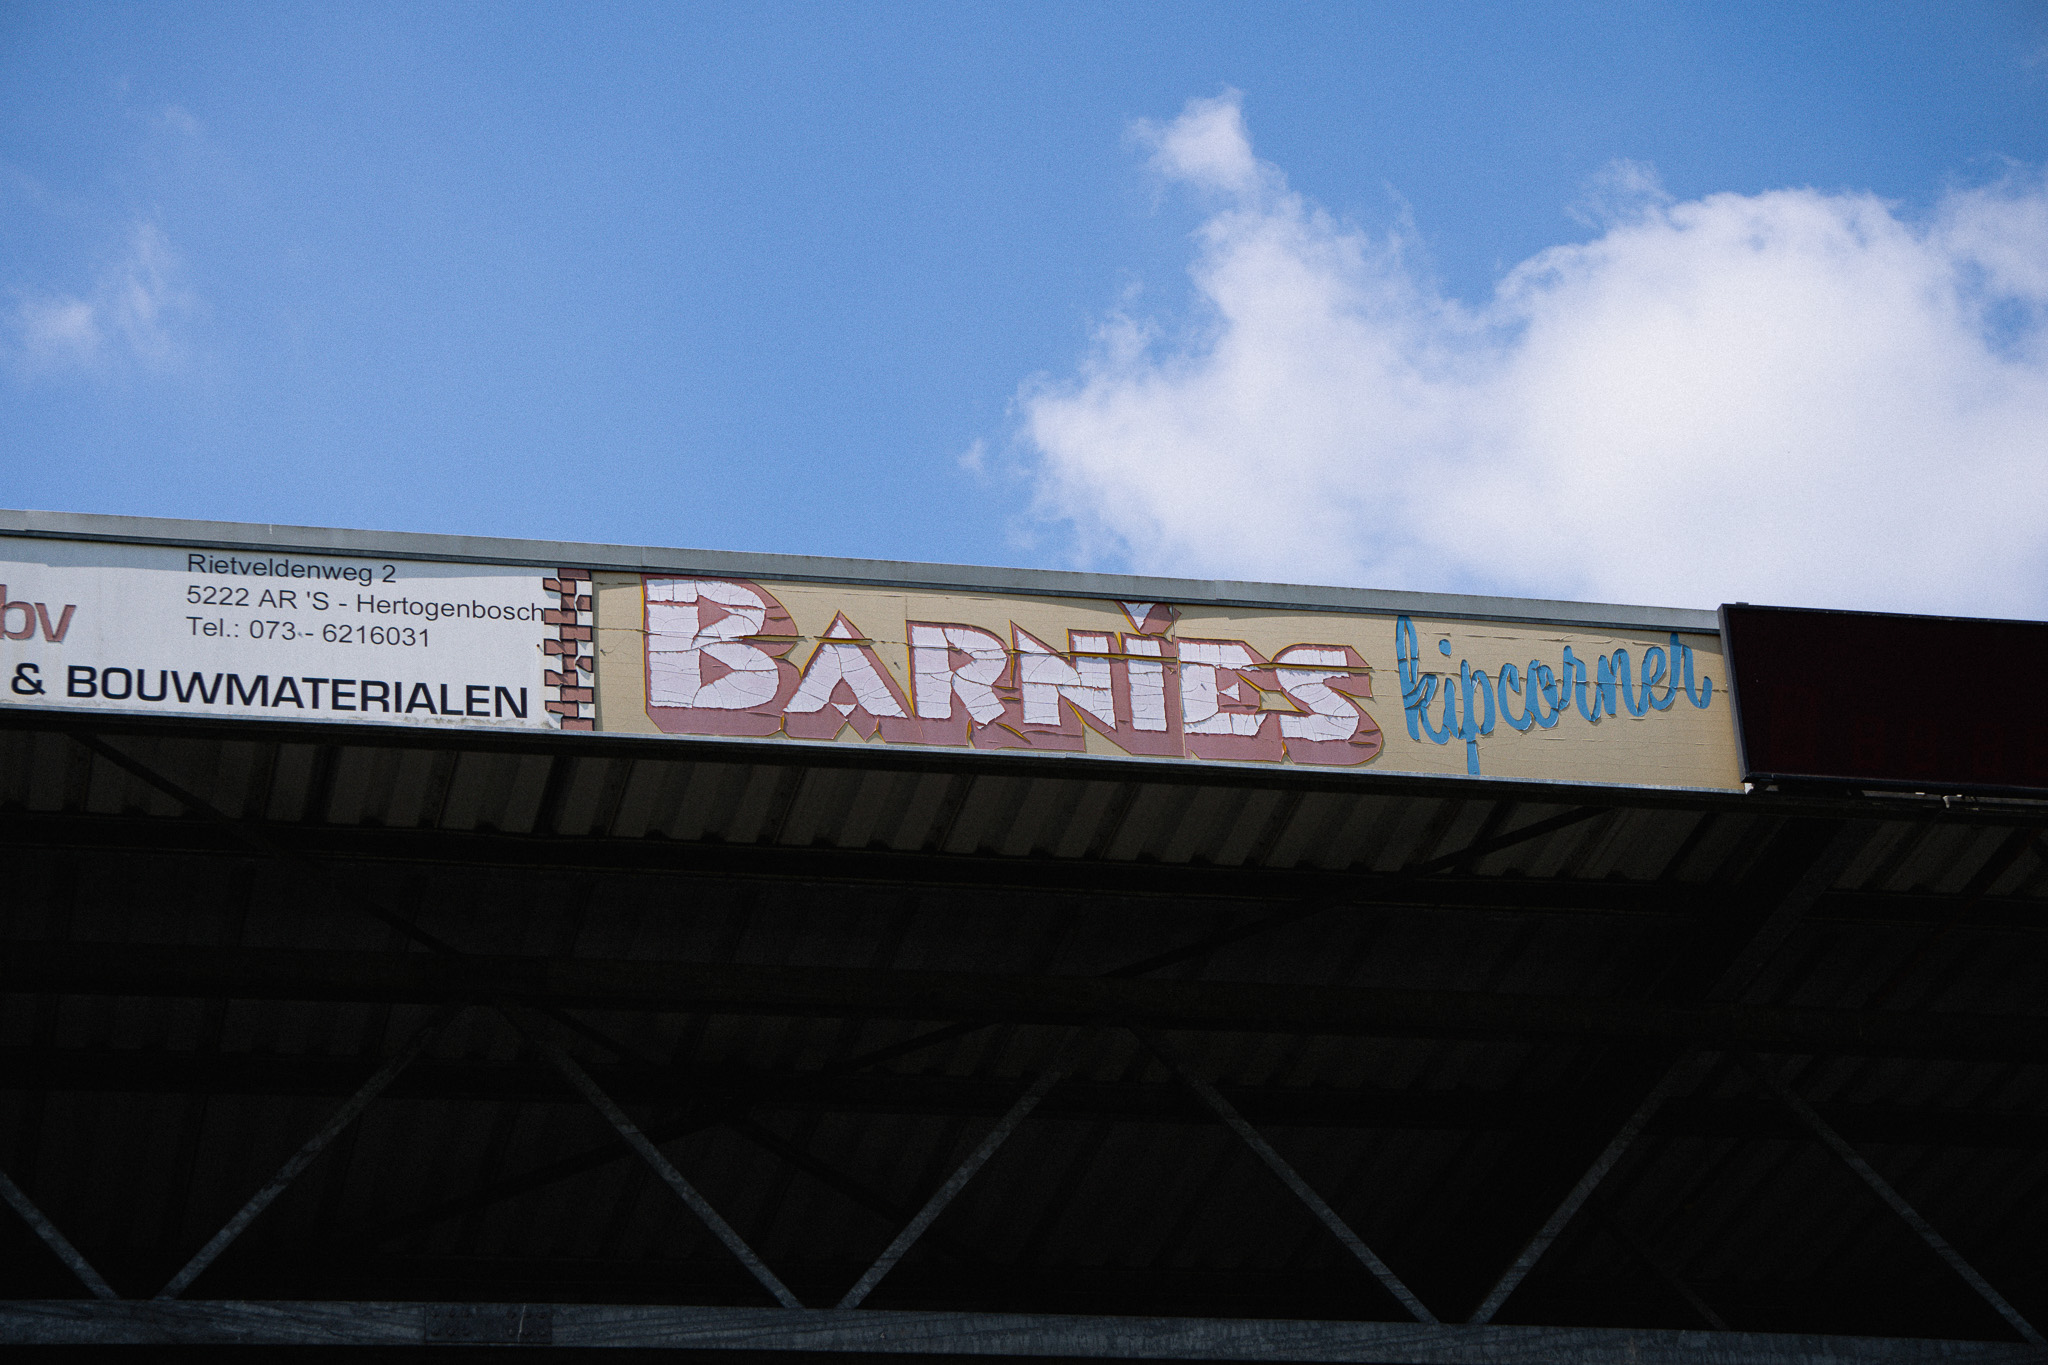 bv
Rietveldenweg 2
5222 AR 'S - Hertogenbosch
Tel.: 073 - 6216031
& BOUWMATERIALEN
BARNIES kipcorner